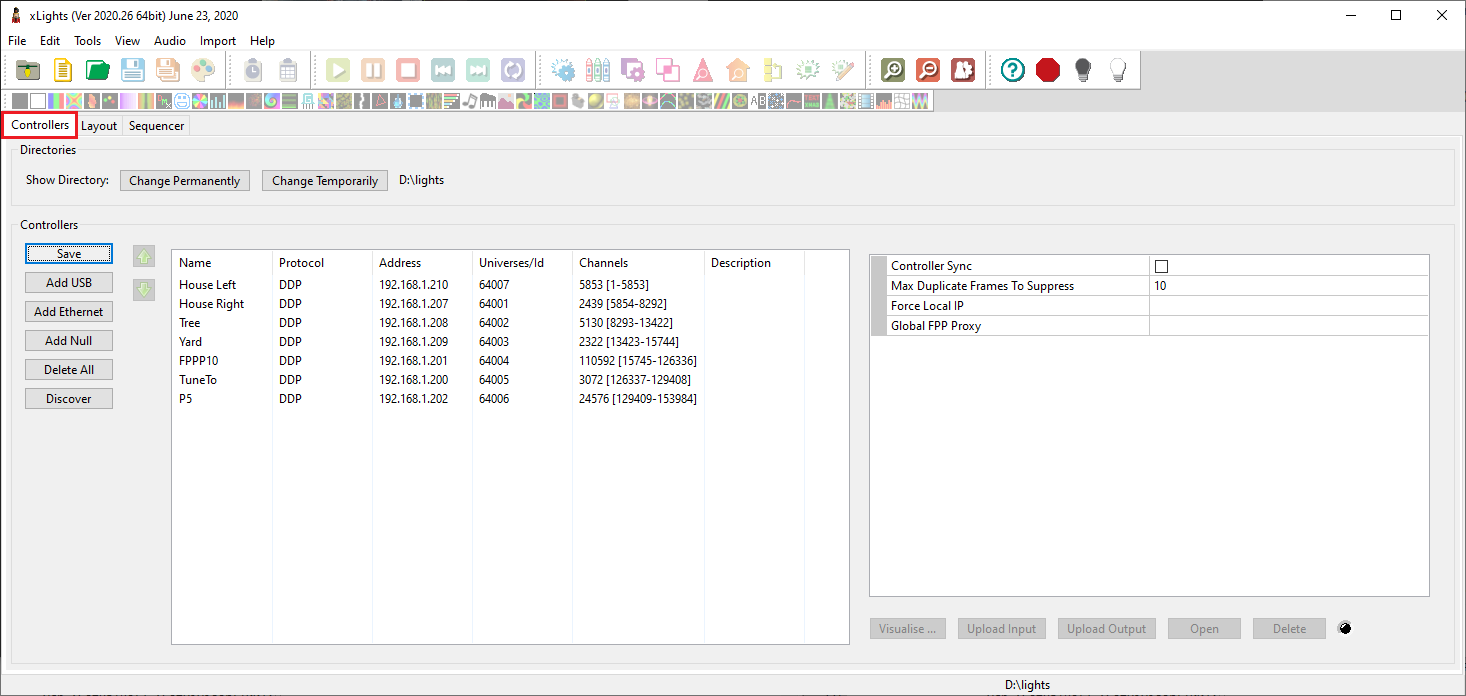 xLights (Ver 2020.26 64bit) June 23, 2020
File Edit Tools View Audio Import Help
Controllers Layout Sequencer
Directories
Show Directory: Change Permanently Change Temporarily D:\lights
Controllers
Save
Add USB
Add Ethernet
Add Null
Delete All
Discover
Name Protocol Address Universes/Id Channels Description
House Left DDP 192.168.1.210 64007 5853 [1-5853]
House Right DDP 192.168.1.207 64001 2439 [5854-8292]
Tree DDP 192.168.1.208 64002 5130 [8293-13422]
Yard DDP 192.168.1.209 64003 2322 [13423-15744]
FPPP10 DDP 192.168.1.201 64004 110592 [15745-126336]
TuneTo DDP 192.168.1.200 64005 3072 [126337-129408]
P5 DDP 192.168.1.202 64006 24576 [129409-153984]
Controller Sync
Max Duplicate Frames To Suppress 10
Force Local IP
Global FPP Proxy
Visualise ... Upload Input Upload Output Open Delete
D:\lights